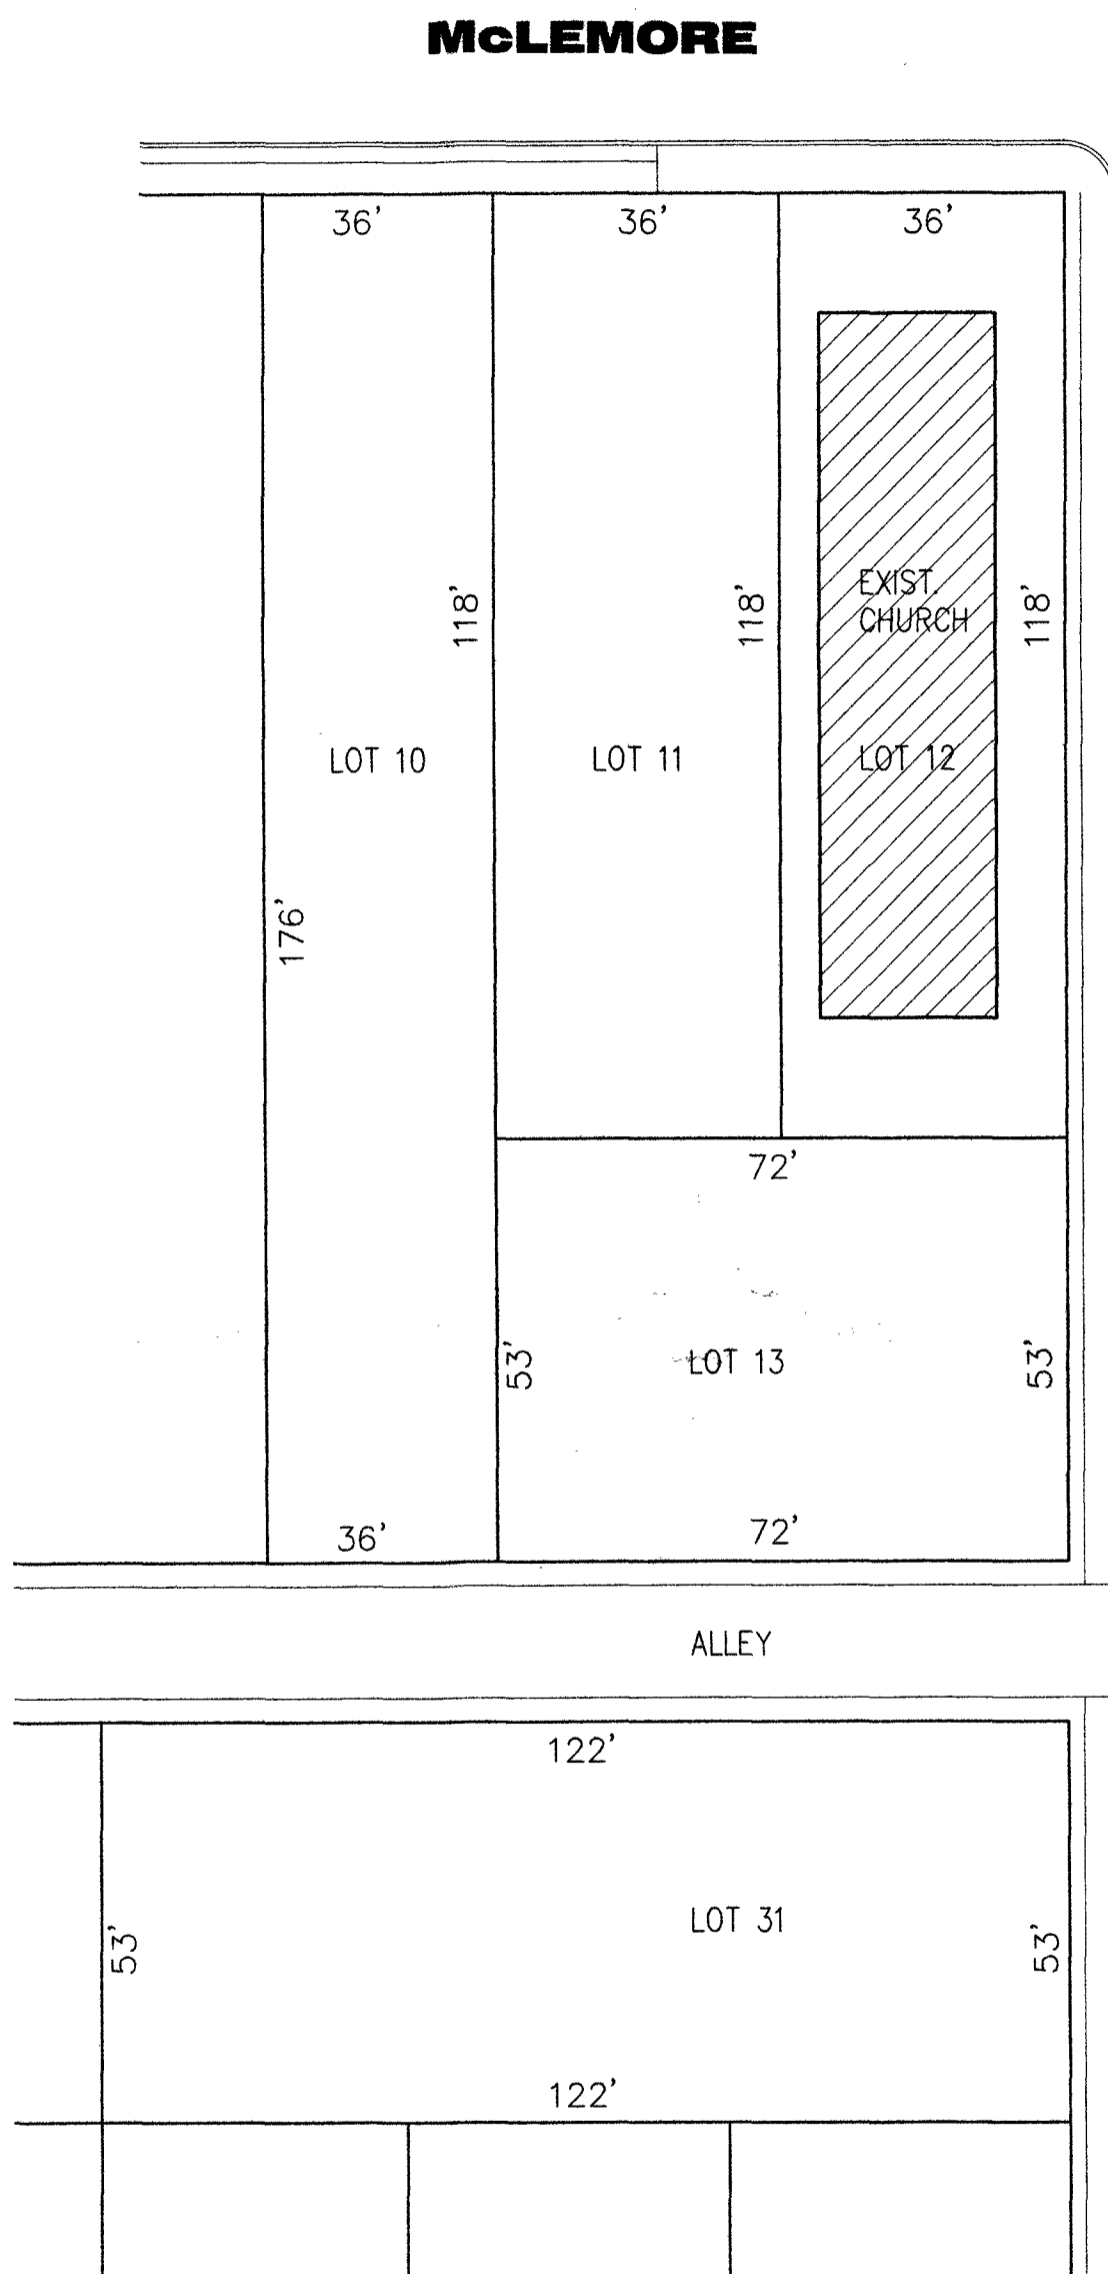 McLEMORE
36' 36' 36'
118' 118' EXIST. 118'
CHURCH
LOT 10 LOT 11 LOT 12
176'
72'
53' LOT 13 53'
36' 72'
ALLEY
122'
LOT 31
53' 53'
122'